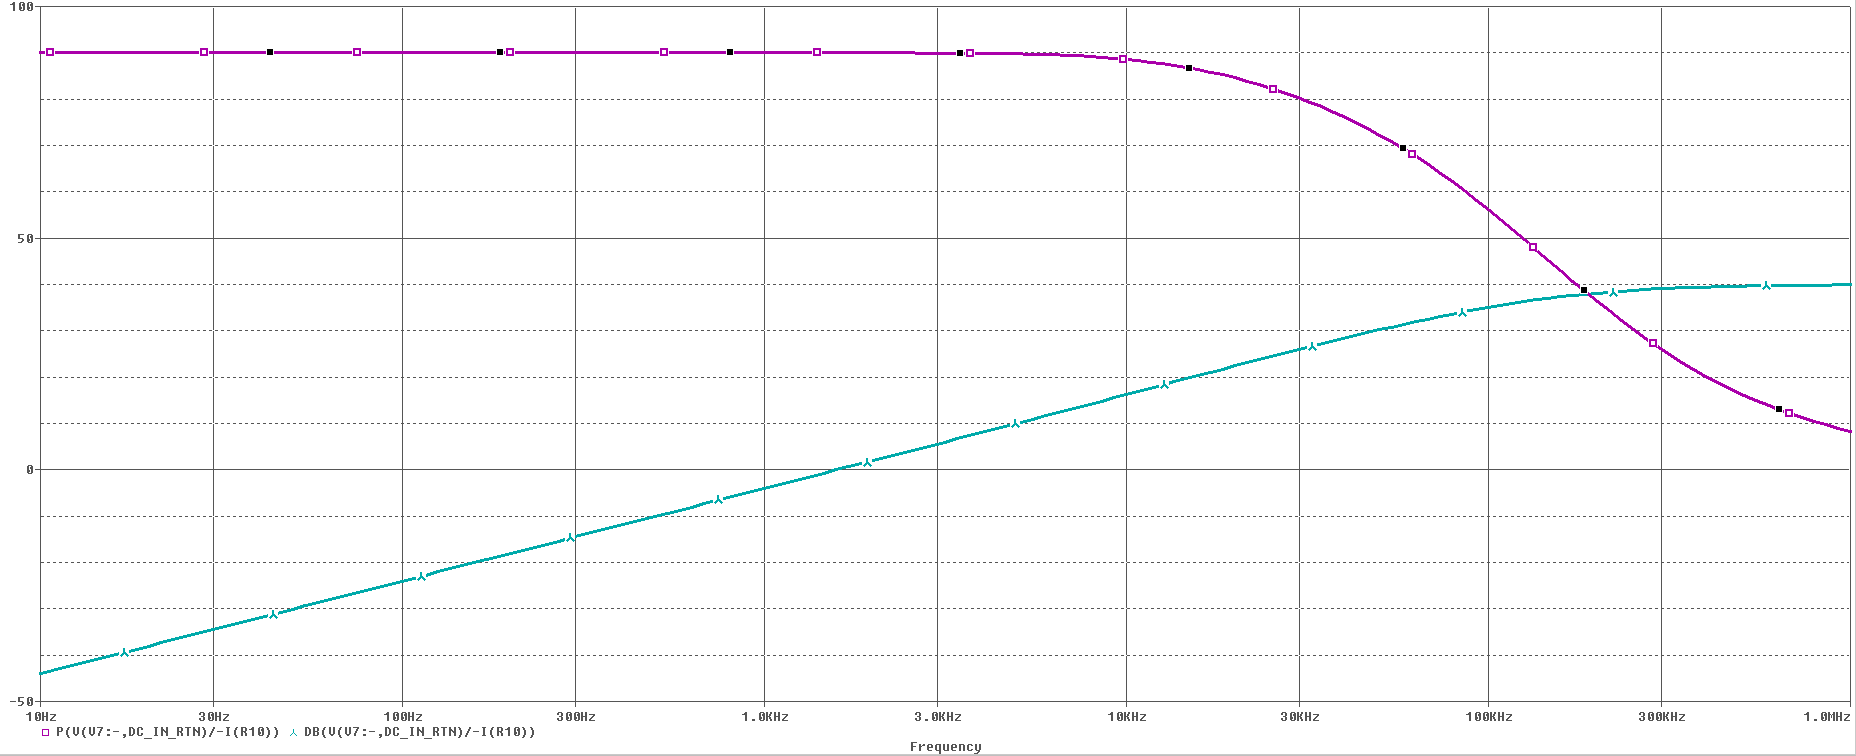 100
50
0
-50
10Hz 30Hz 100Hz 300Hz 1.0KHz 3.0KHz 10KHz 30KHz 100KHz 300KHz 1.0MHz
P(V(V7:-,DC_IN_RTN)/-I(R10)) DB(V(V7:-,DC_IN_RTN)/-I(R10))
Frequency